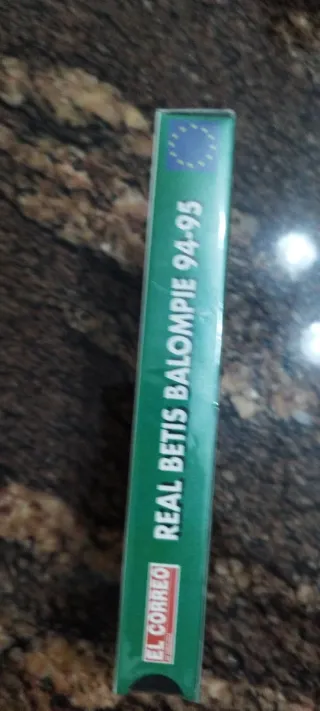 REAL BETIS BALOMPIE 94-95
EL CORREO